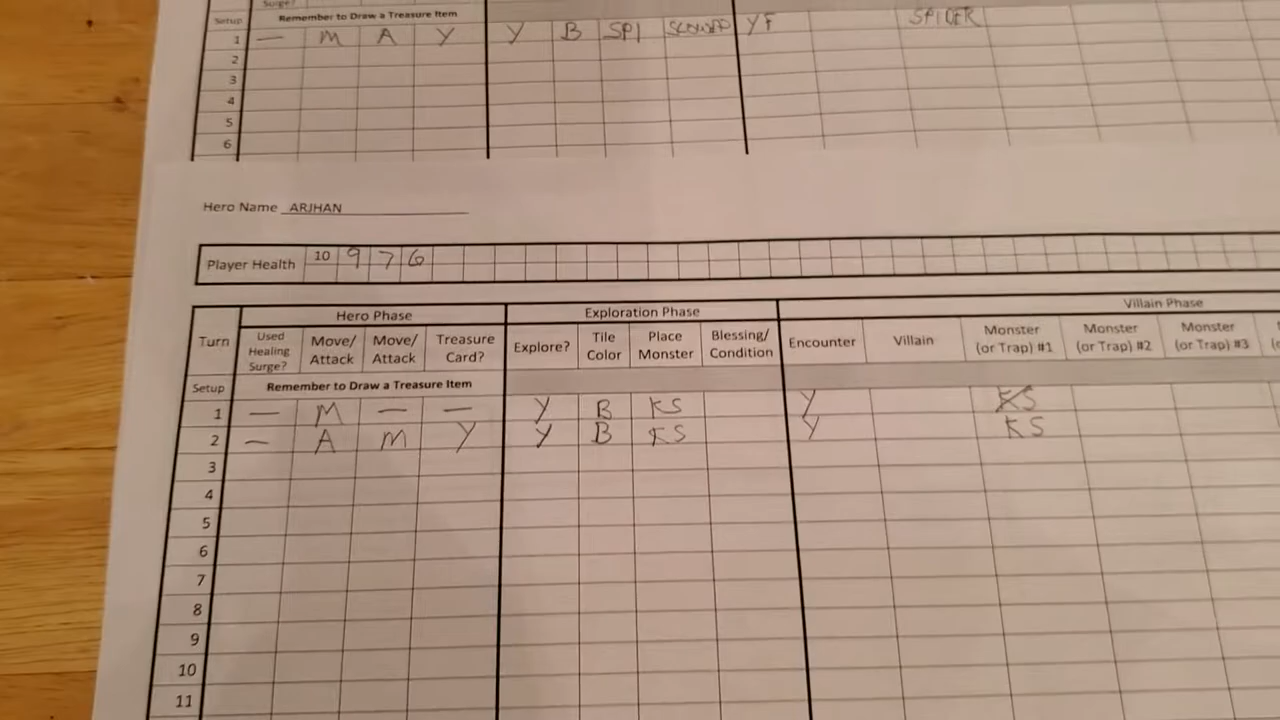 Surge?
Setup Remember to Draw a Treasure Item SPIDER
1 — M A Y Y B SPI YF
2
3
4
5
6
Hero Name ARJHAN
Player Health 10 9 7 6
Hero Phase Exploration Phase Villain Phase
Turn Used Healing Surge? Move/ Attack Move/ Attack Treasure Card? Explore? Tile Color Place Monster Blessing/ Condition Encounter Villain Monster (or Trap) #1 Monster (or Trap) #2 Monster (or Trap) #3
Setup Remember to Draw a Treasure Item
1 — M — — Y B KS Y KS
2 — A M Y Y B KS Y KS
3
4
5
6
7
8
9
10
11